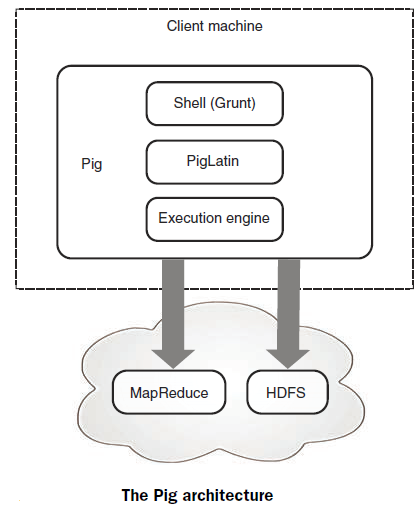 Client machine
Shell (Grunt)
Pig
PigLatin
Execution engine
MapReduce
HDFS
The Pig architecture